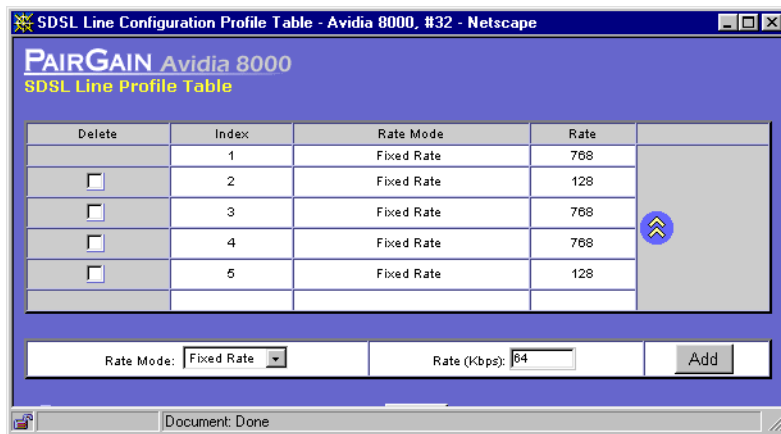 SDSL Line Configuration Profile Table - Avidia 8000, #32 - Netscape
PAIRGAIN Avidia 8000
SDSL Line Profile Table
Delete Index Rate Mode Rate
1 Fixed Rate 768
2 Fixed Rate 128
3 Fixed Rate 768
4 Fixed Rate 768
5 Fixed Rate 128
Rate Mode: Fixed Rate Rate (Kbps): 64 Add
Document: Done